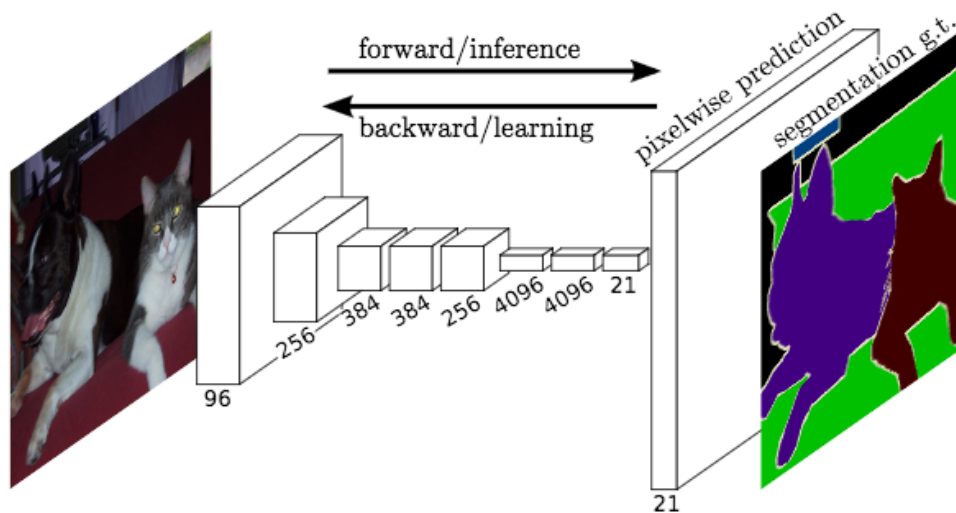 forward/inference
backward/learning
pixelwise prediction
segmentation g.t.
96
256
384
384
256
4096
4096
21
21